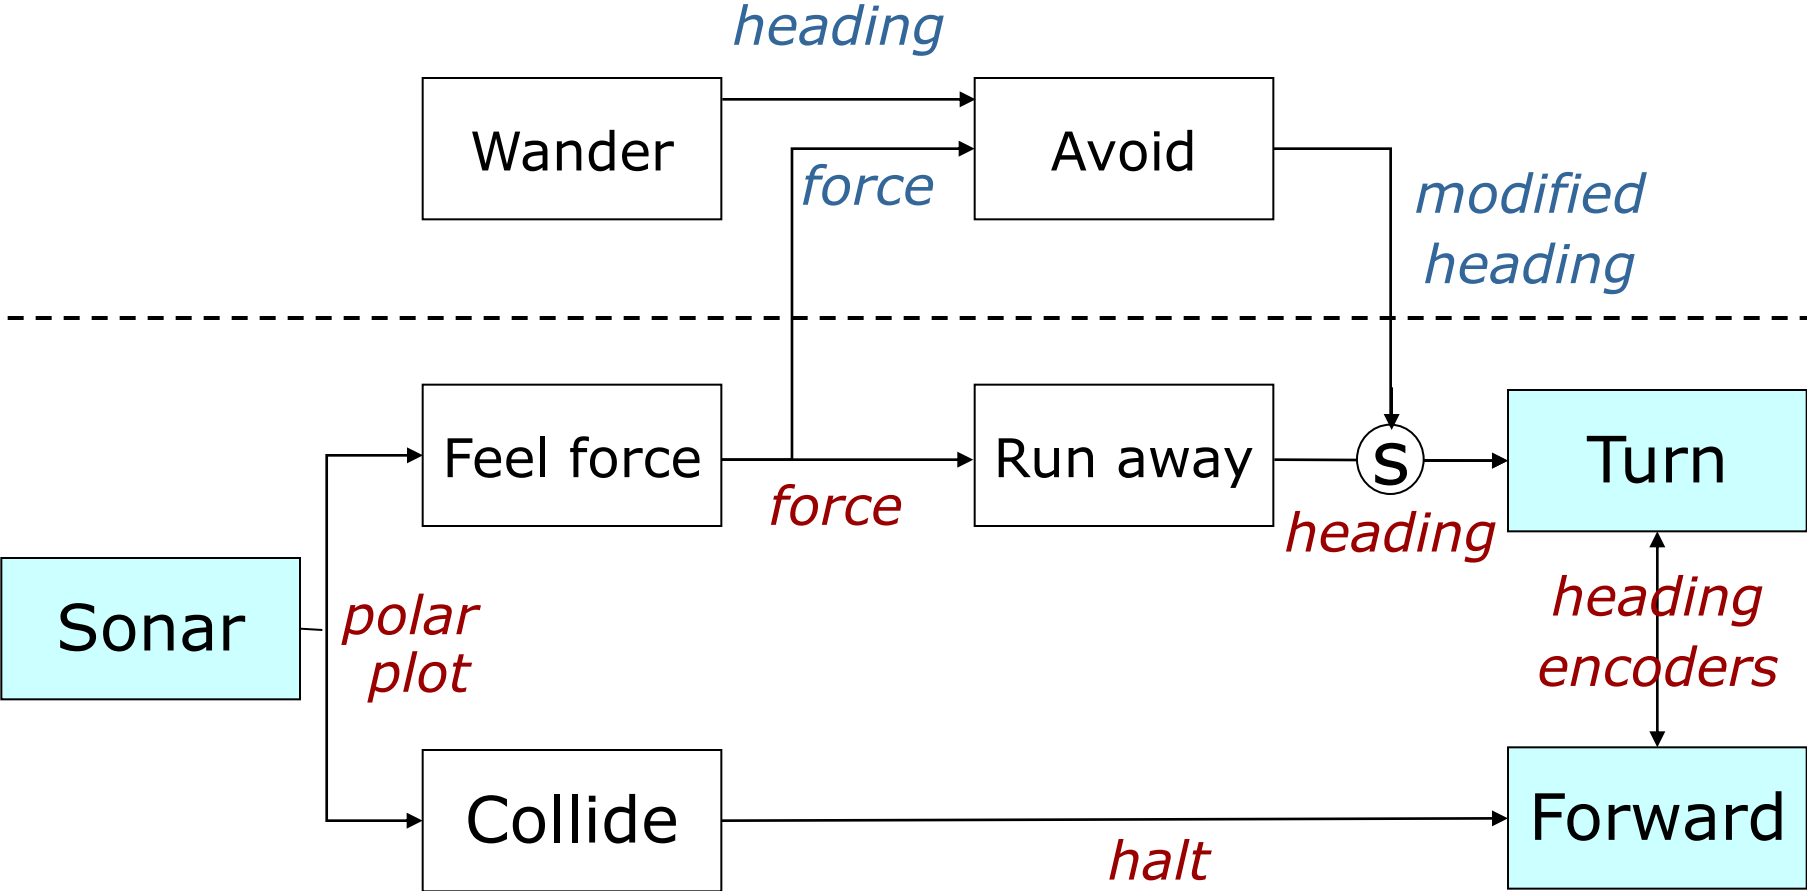 heading
Wander
Avoid
force
modified
heading
Feel force
Run away
S
Turn
force
heading
Sonar
polar
plot
heading
encoders
Collide
Forward
halt